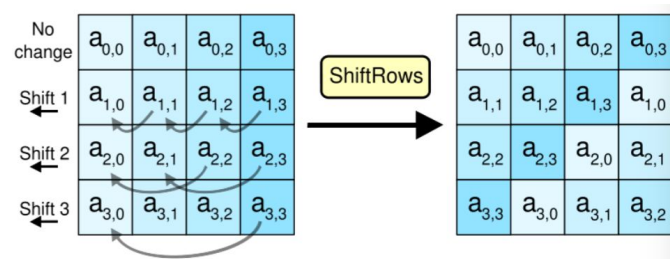 No change
a0,0 a0,1 a0,2 a0,3
Shift 1
a1,0 a1,1 a1,2 a1,3
Shift 2
a2,0 a2,1 a2,2 a2,3
Shift 3
a3,0 a3,1 a3,2 a3,3
ShiftRows
a0,0 a0,1 a0,2 a0,3
a1,1 a1,2 a1,3 a1,0
a2,2 a2,3 a2,0 a2,1
a3,3 a3,0 a3,1 a3,2